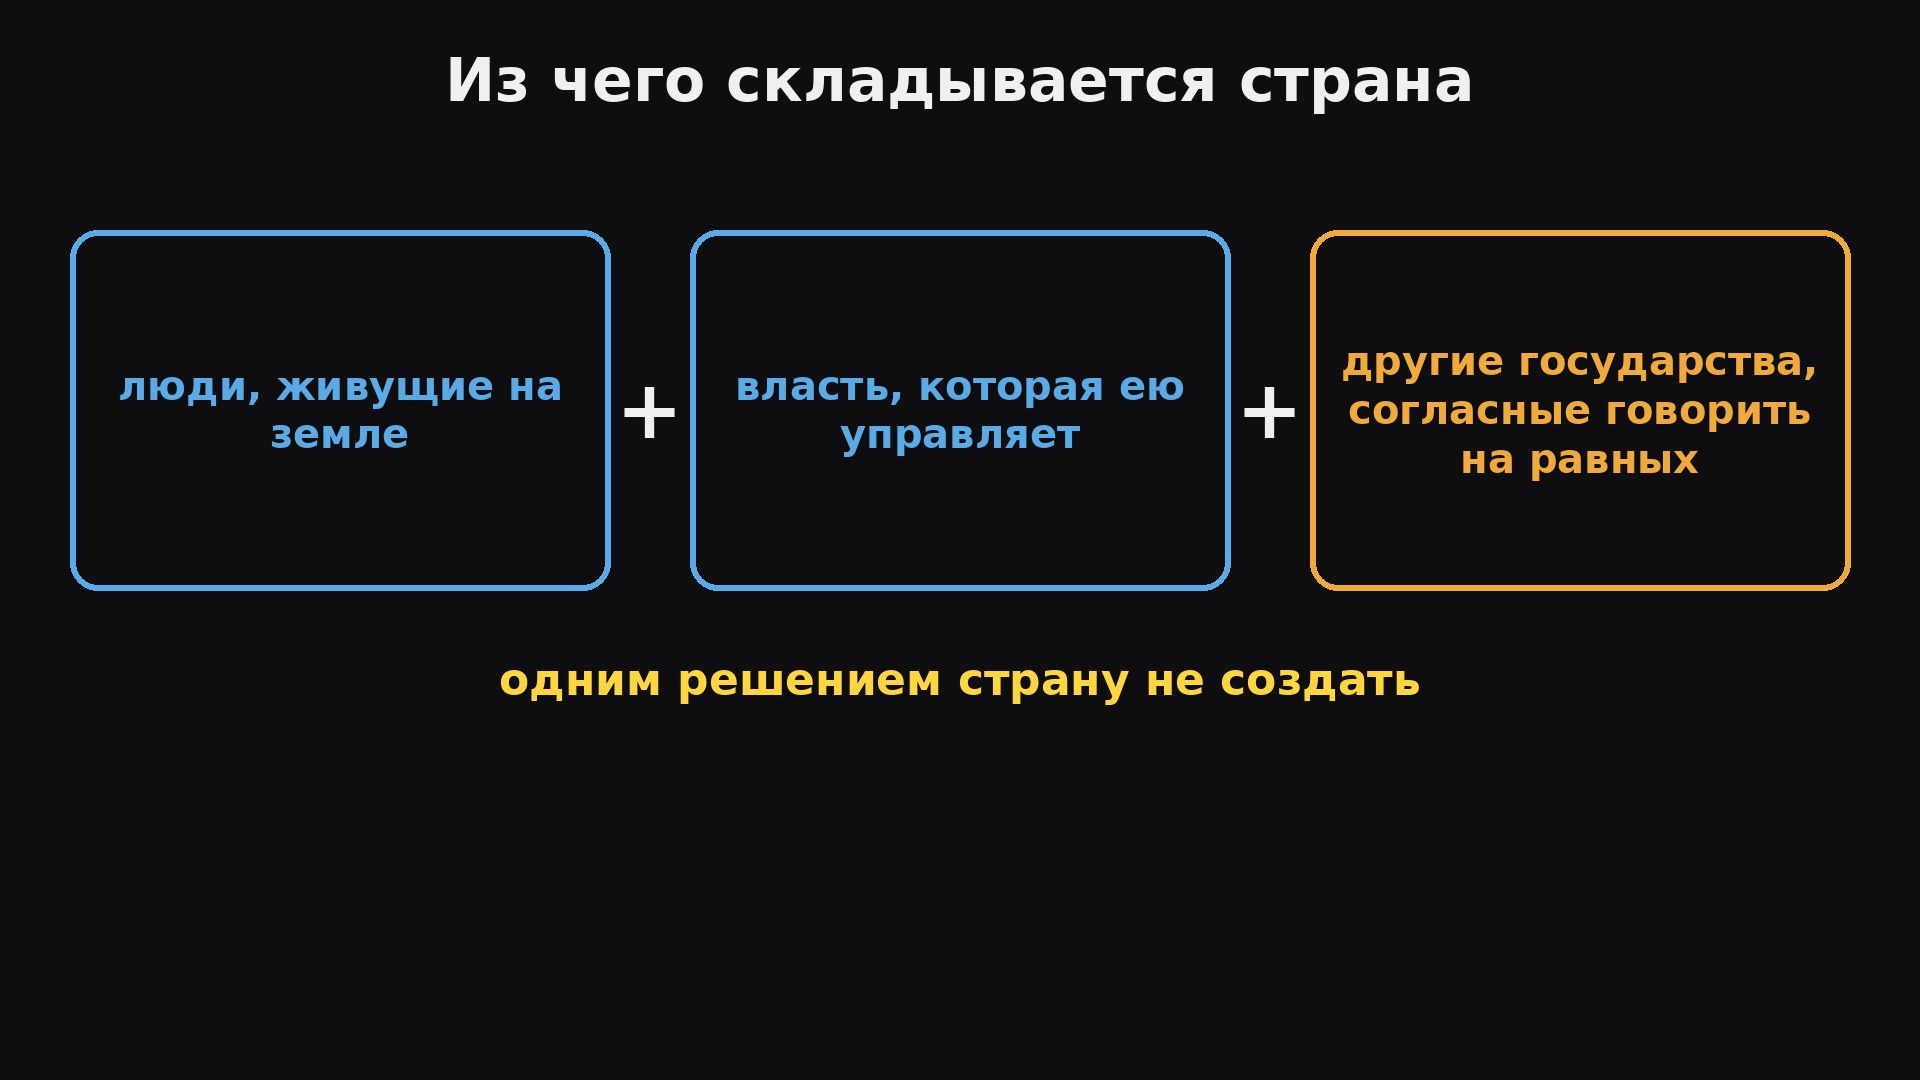 Из чего складывается страна
люди, живущие на
земле
+
власть, которая ею
управляет
+
другие государства,
согласные говорить
на равных
одним решением страну не создать